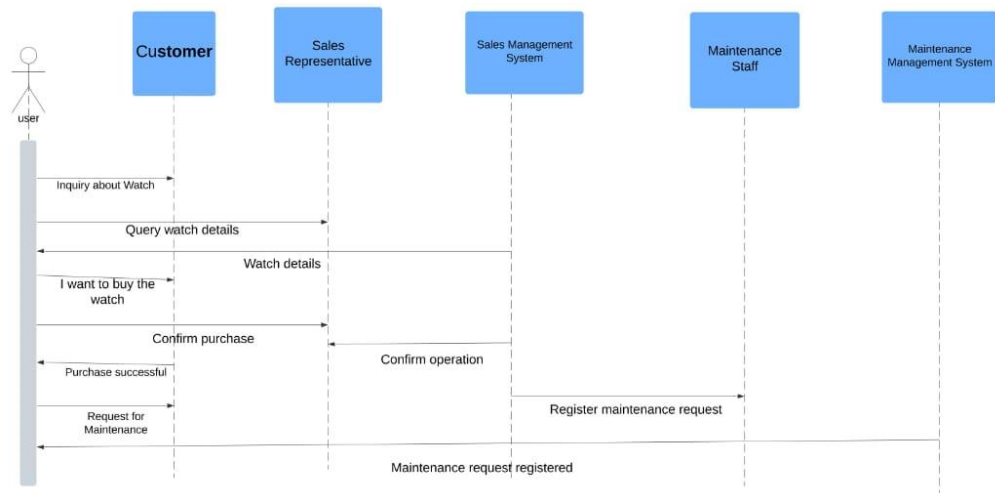 Customer
Sales
Representative
Sales Management
System
Maintenance
Staff
Maintenance
Management System
user
Inquiry about Watch
Query watch details
Watch details
I want to buy the
watch
Confirm purchase
Confirm operation
Purchase successful
Register maintenance request
Request for
Maintenance
Maintenance request registered